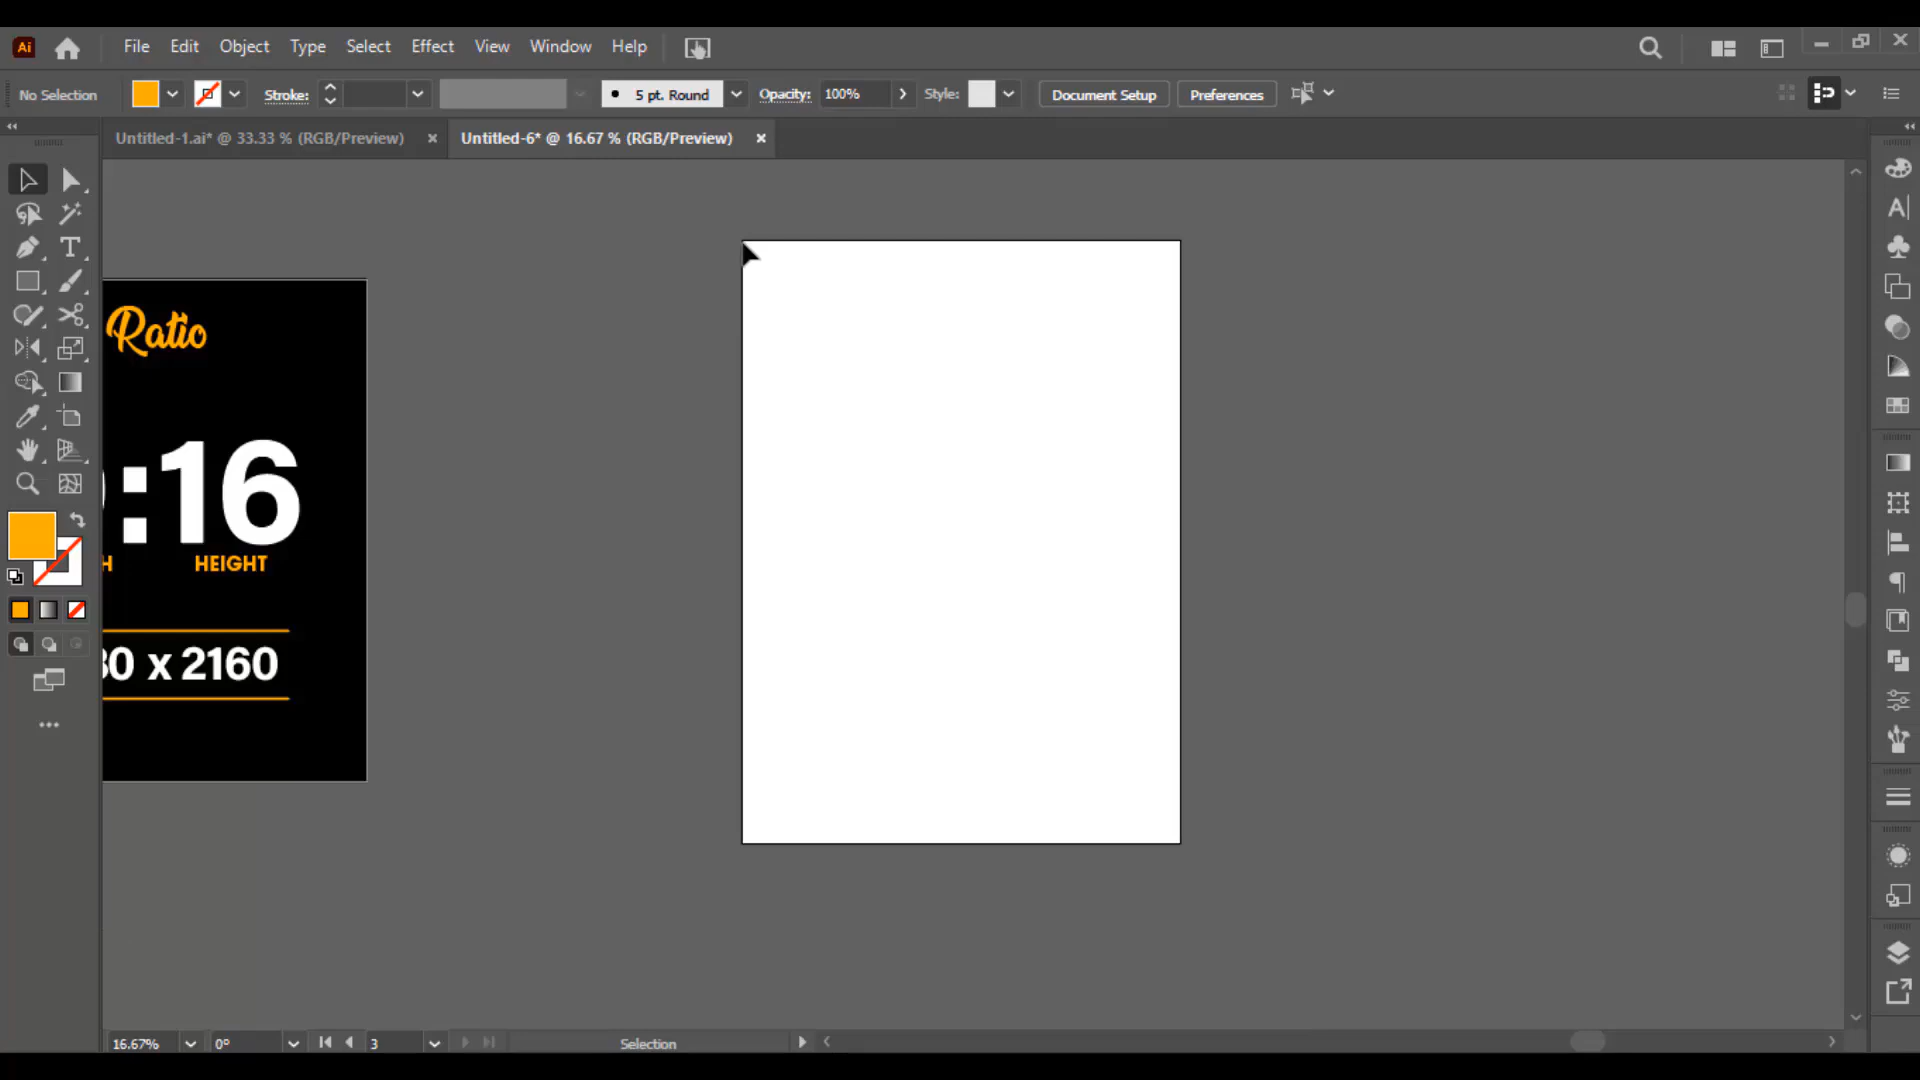 Ai File Edit Object Type Select Effect View Window Help
No Selection Stroke: 5 pt. Round Opacity: 100% Style: Document Setup Preferences
Untitled-1.ai* @ 33.33 % (RGB/Preview) × Untitled-6* @ 16.67 % (RGB/Preview) ×
Ratio
:16
HEIGHT
x 2160
16.67% 0° 3 Selection